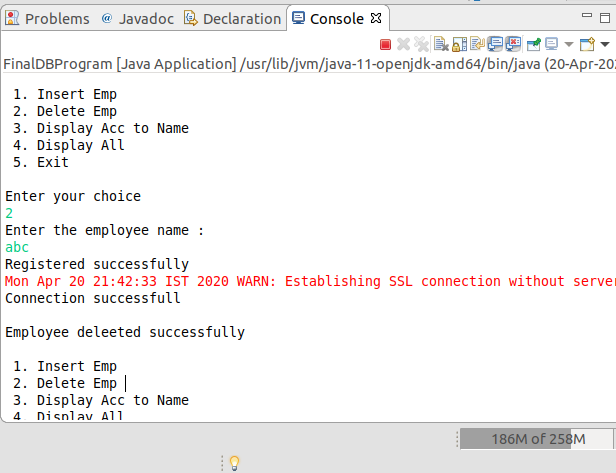 Problems @ Javadoc Declaration Console
FinalDBProgram [Java Application] /usr/lib/jvm/java-11-openjdk-amd64/bin/java (20-Apr-202
1. Insert Emp
2. Delete Emp
3. Display Acc to Name
4. Display All
5. Exit
Enter your choice
2
Enter the employee name :
abc
Registered successfully
Mon Apr 20 21:42:33 IST 2020 WARN: Establishing SSL connection without server
Connection successfull
Employee deleeted successfully
1. Insert Emp
2. Delete Emp
3. Display Acc to Name
4. Display All
186M of 258M